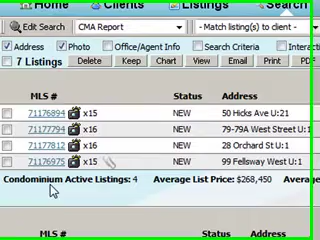 Home Clients Listings Search
Edit Search CMA Report - Match listing(s) to client -
Address Photo Office/Agent Info Search Criteria
7 Listings Delete Keep Chart View Email Print PDF
MLS # Status Address
71176894 x15 NEW 50 Hicks Ave U:21
71177794 x16 NEW 79-79A West Street U:1
71177812 x16 NEW 28 Orchard St U:1
71176975 x15 NEW 99 Fellsway West U:1
Condominium Active Listings: 4 Average List Price: $268,450 Average
MLS # Status Address